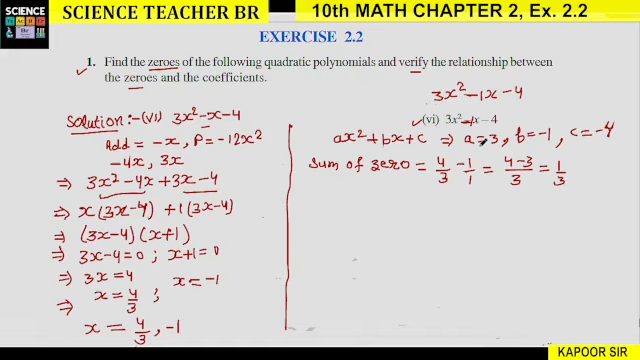 SCIENCE TEACHER BR
10th MATH CHAPTER 2, Ex. 2.2
EXERCISE 2.2
1. Find the zeroes of the following quadratic polynomials and verify the relationship between
the zeroes and the coefficients.
3x² -1x -4
(vi) 3x² - x - 4
Solution:-(vi) 3x²-x-4
Add = -x, P = -12x²
-4x, 3x
⇒ 3x²-4x+3x-4
⇒ x(3x-4) +1(3x-4)
⇒ (3x-4) (x+1)
⇒ 3x-4=0 ; x+1=0
⇒ 3x=4
x=-1
⇒ x=4/3 ;
x = 4/3, -1
ax²+bx+c ⇒ a=3, b=-1, c=-4
Sum of zero = 4/3 - 1/1 = 4-3/3 = 1/3
KAPOOR SIR